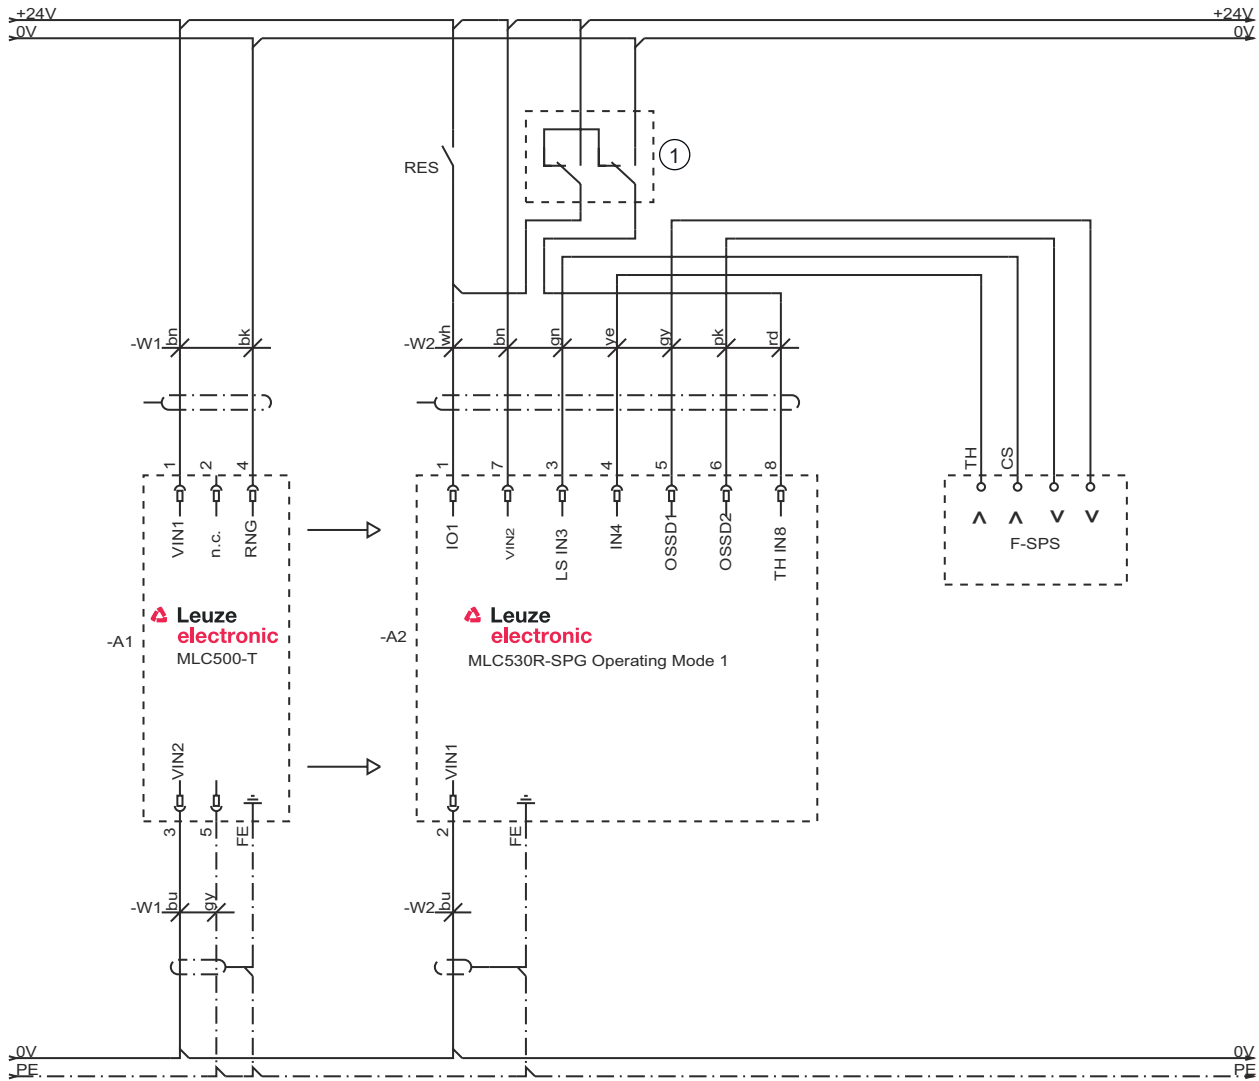 +24V
+24V
0V
0V
1
RES
-W1
bn
bk
-W2
wh
bn
gn
ye
gy
pk
rd
1
2
4
1
7
3
4
5
6
8
TH
CS
VIN1
n.c.
RNG
IO1
VIN2
LS IN3
IN4
OSSD1
OSSD2
TH IN8
F-SPS
-A1
Leuze
electronic
MLC500-T
-A2
Leuze
electronic
MLC530R-SPG Operating Mode 1
VIN2
VIN1
3
5
FE
2
FE
-W1
bu
gy
-W2
bu
0V
0V
PE
PE